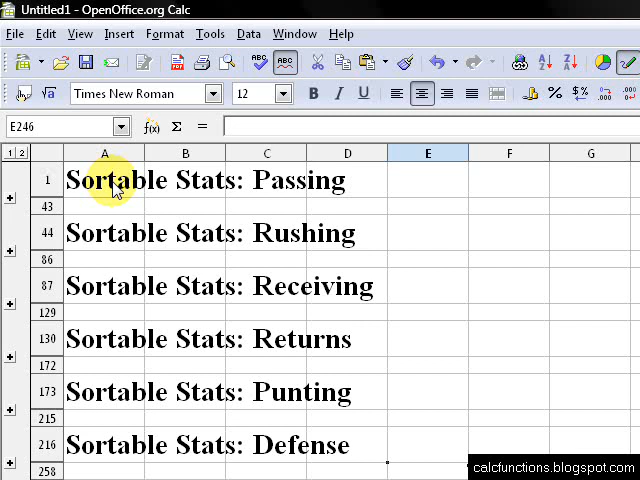 Untitled1 - OpenOffice.org Calc
File Edit View Insert Format Tools Data Window Help
ABC ABC
Times New Roman 12 B I U
E246 f(x) Σ =
1 2 A B C D E F G
1 Sortable Stats: Passing
43
44 Sortable Stats: Rushing
86
87 Sortable Stats: Receiving
129
130 Sortable Stats: Returns
172
173 Sortable Stats: Punting
215
216 Sortable Stats: Defense
258
calcfunctions.blogspot.com